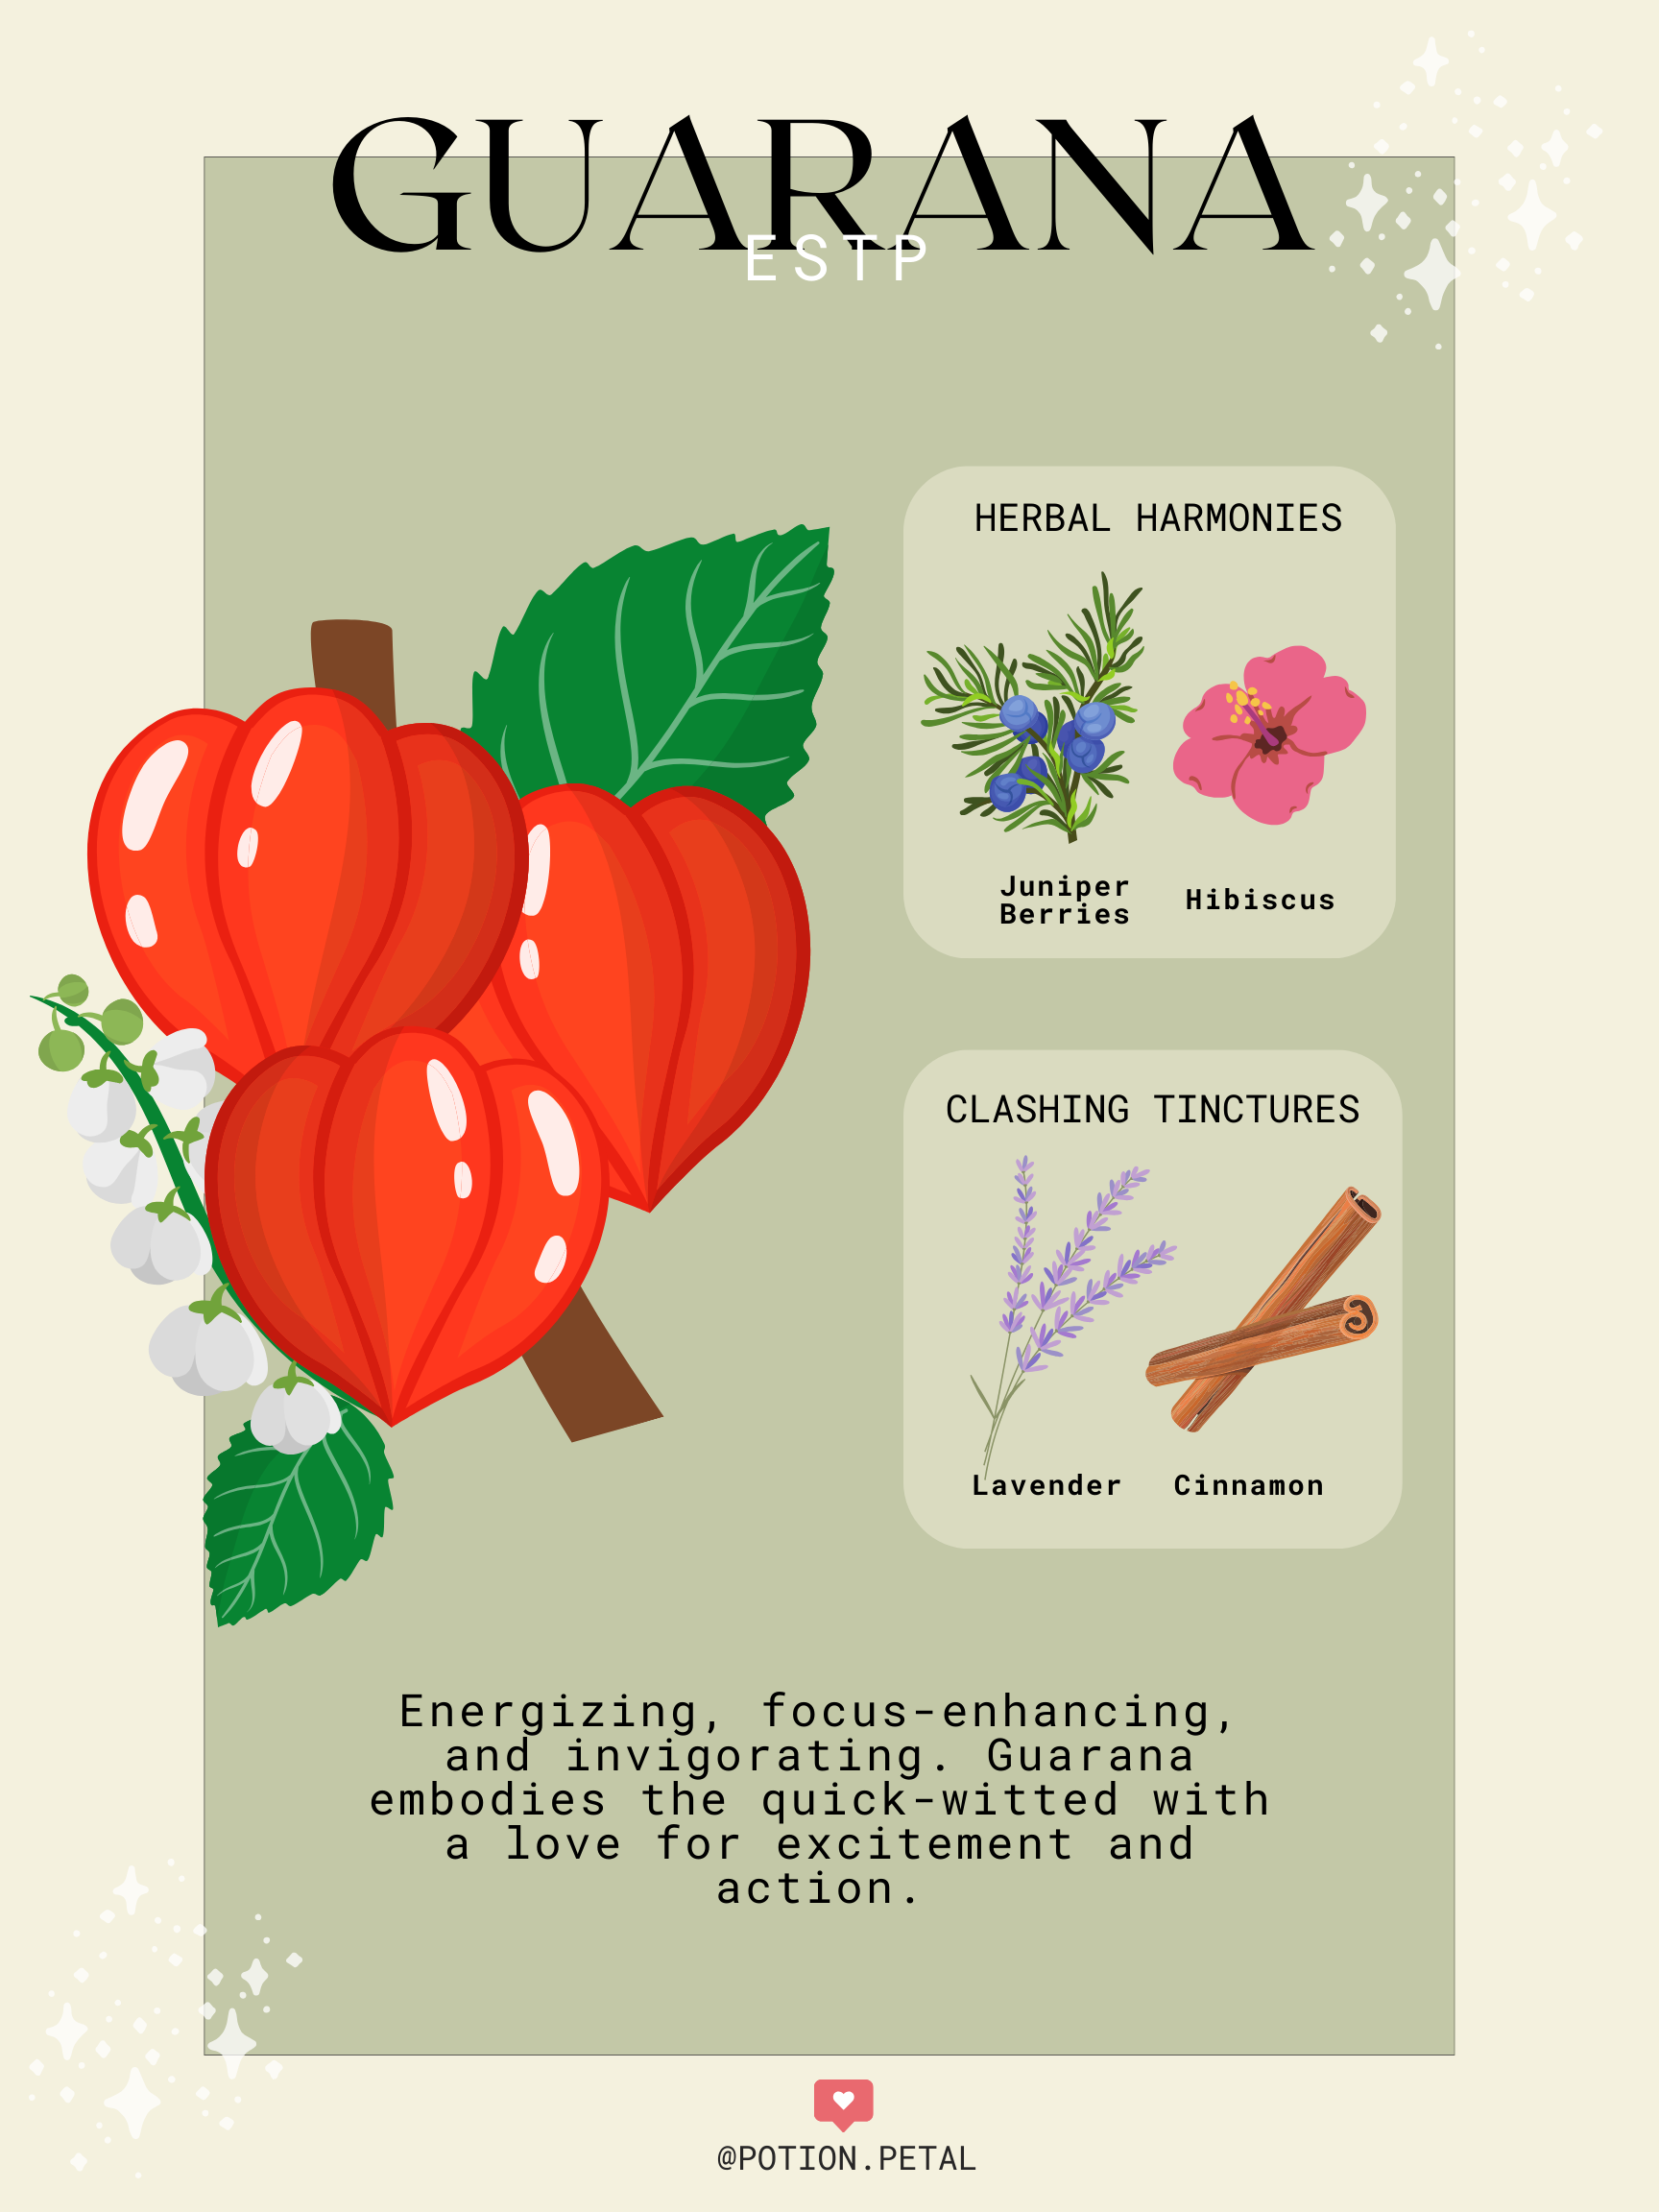 GUARANA
ESTP
HERBAL HARMONIES
Juniper
Berries
Hibiscus
CLASHING TINCTURES
Lavender
Cinnamon
Energizing, focus-enhancing,
and invigorating. Guarana
embodies the quick-witted with
a love for excitement and
action.
@POTION.PETAL